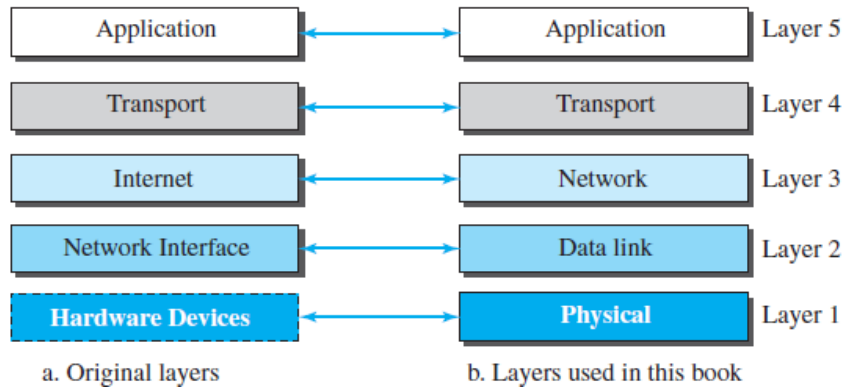 Application Application Layer 5
Transport Transport Layer 4
Internet Network Layer 3
Network Interface Data link Layer 2
Hardware Devices Physical Layer 1
a. Original layers b. Layers used in this book